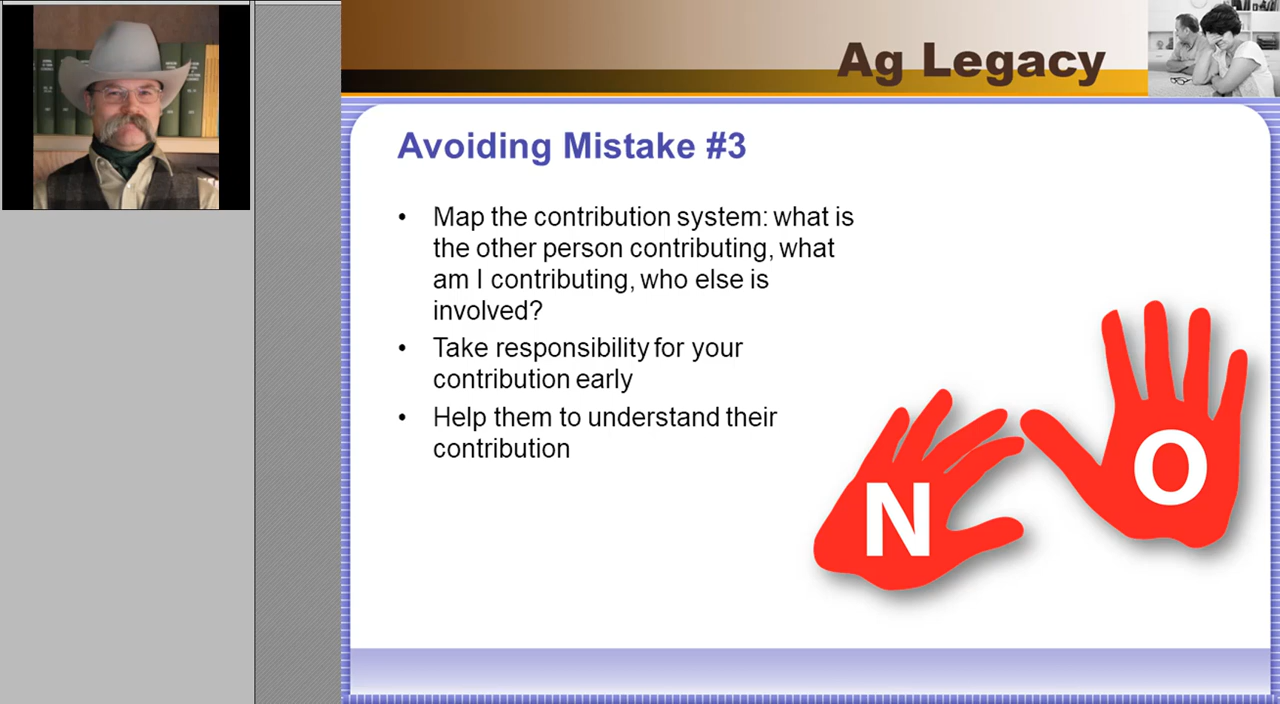 Ag Legacy
Avoiding Mistake #3
• Map the contribution system: what is
the other person contributing, what
am I contributing, who else is
involved?
• Take responsibility for your
contribution early
• Help them to understand their
contribution
N
O